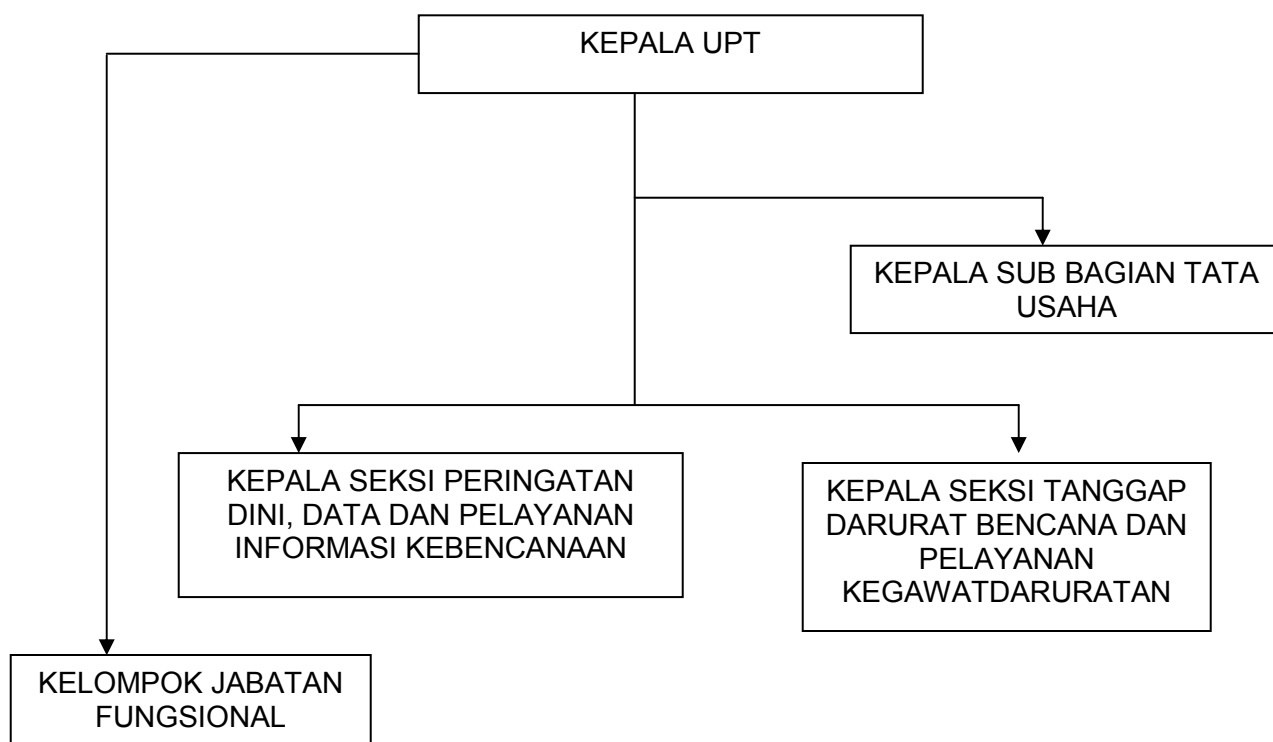 KEPALA UPT
KEPALA SUB BAGIAN TATA
USAHA
KEPALA SEKSI PERINGATAN
DINI, DATA DAN PELAYANAN
INFORMASI KEBENCANAAN
KEPALA SEKSI TANGGAP
DARURAT BENCANA DAN
PELAYANAN
KEGAWATDARURATAN
KELOMPOK JABATAN
FUNGSIONAL